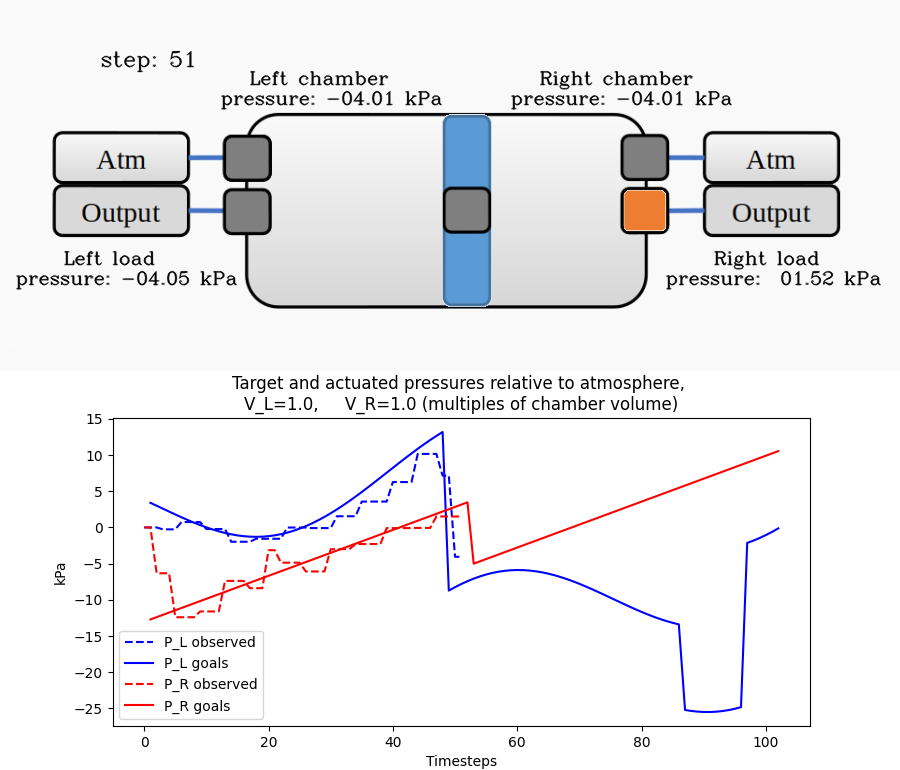 step: 51
Left chamber
pressure: −04.01 kPa
Right chamber
pressure: −04.01 kPa
Atm
Output
Atm
Output
Left load
pressure: −04.05 kPa
Right load
pressure:  01.52 kPa
Target and actuated pressures relative to atmosphere,
V_L=1.0,     V_R=1.0 (multiples of chamber volume)
15
10
5
0
−5
−10
−15
−20
−25
kPa
P_L observed
P_L goals
P_R observed
P_R goals
0 20 40 60 80 100
Timesteps